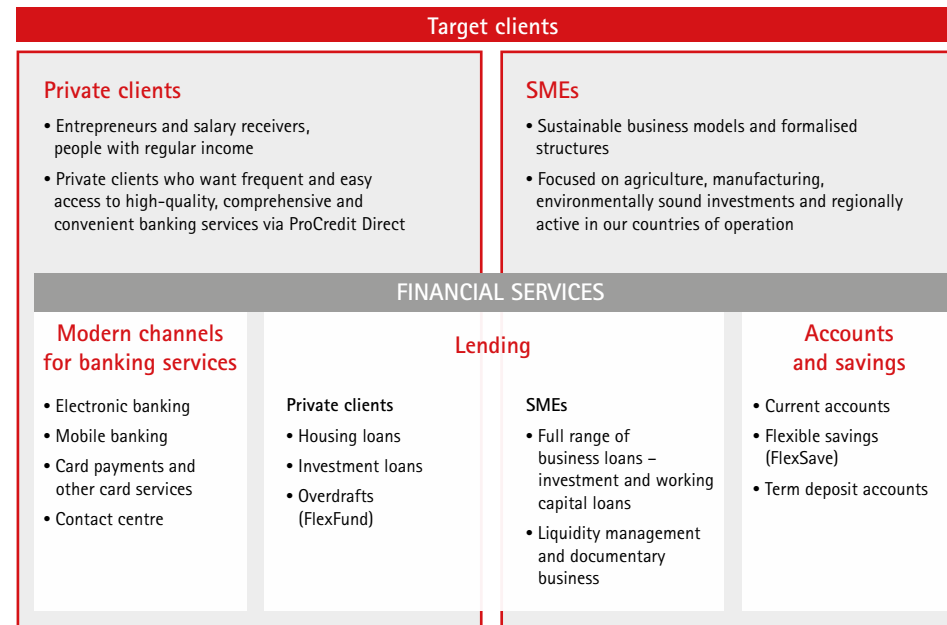 Target clients
Private clients
• Entrepreneurs and salary receivers,
people with regular income
• Private clients who want frequent and easy
access to high-quality, comprehensive and
convenient banking services via ProCredit Direct
SMEs
• Sustainable business models and formalised
structures
• Focused on agriculture, manufacturing,
environmentally sound investments and regionally
active in our countries of operation
FINANCIAL SERVICES
Modern channels
for banking services
• Electronic banking
• Mobile banking
• Card payments and
other card services
• Contact centre
Lending
Private clients
• Housing loans
• Investment loans
• Overdrafts
(FlexFund)
SMEs
• Full range of
business loans –
investment and working
capital loans
• Liquidity management
and documentary
business
Accounts
and savings
• Current accounts
• Flexible savings
(FlexSave)
• Term deposit accounts